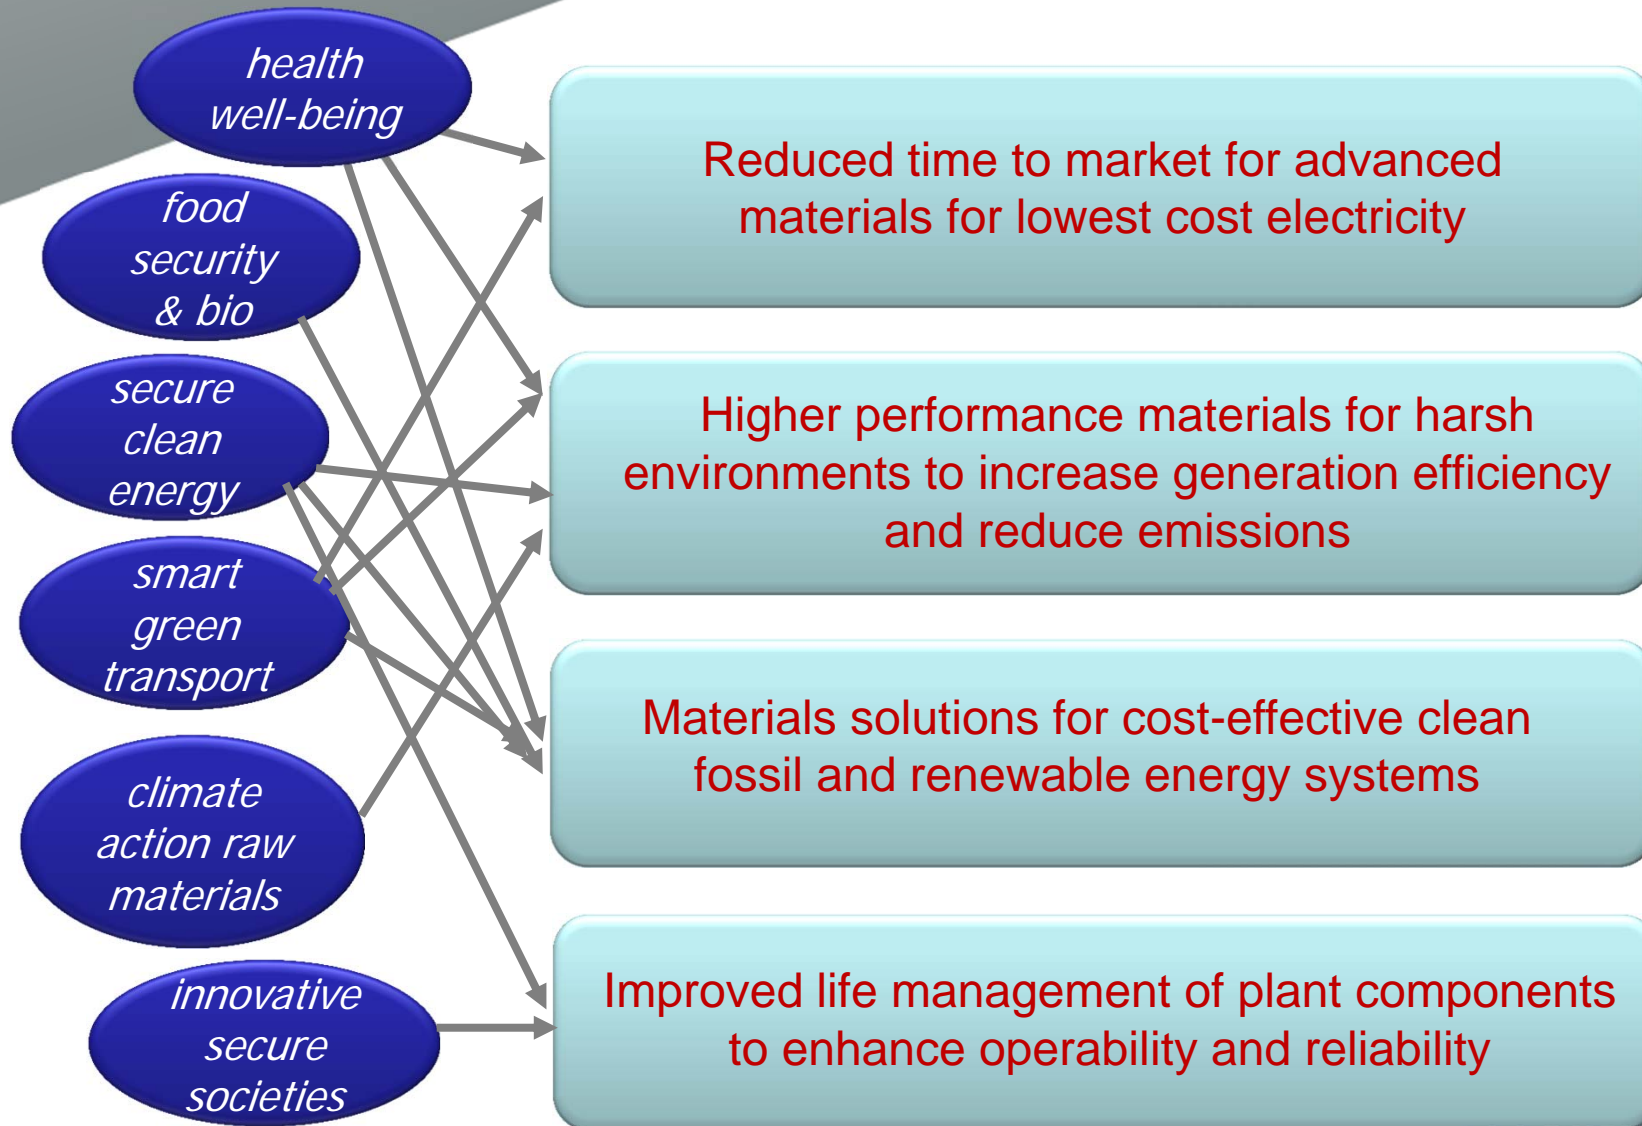 health
well-being
food
security
& bio
secure
clean
energy
smart
green
transport
climate
action raw
materials
innovative
secure
societies
Reduced time to market for advanced
materials for lowest cost electricity
Higher performance materials for harsh
environments to increase generation efficiency
and reduce emissions
Materials solutions for cost-effective clean
fossil and renewable energy systems
Improved life management of plant components
to enhance operability and reliability